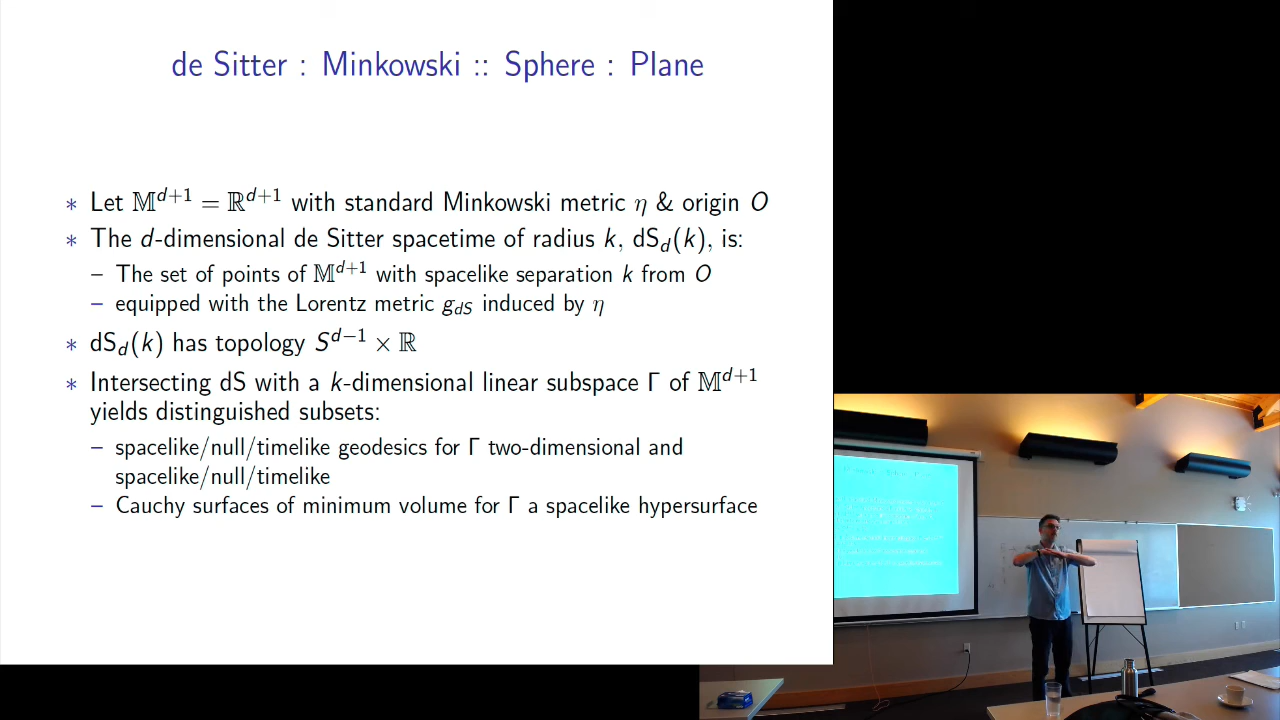 de Sitter : Minkowski :: Sphere : Plane
∗ Let 𝕄^{d+1} = ℝ^{d+1} with standard Minkowski metric η & origin O
∗ The d-dimensional de Sitter spacetime of radius k, dS_d(k), is:
– The set of points of 𝕄^{d+1} with spacelike separation k from O
– equipped with the Lorentz metric g_{dS} induced by η
∗ dS_d(k) has topology S^{d−1} × ℝ
∗ Intersecting dS with a k-dimensional linear subspace Γ of 𝕄^{d+1}
yields distinguished subsets:
– spacelike/null/timelike geodesics for Γ two-dimensional and
spacelike/null/timelike
– Cauchy surfaces of minimum volume for Γ a spacelike hypersurface